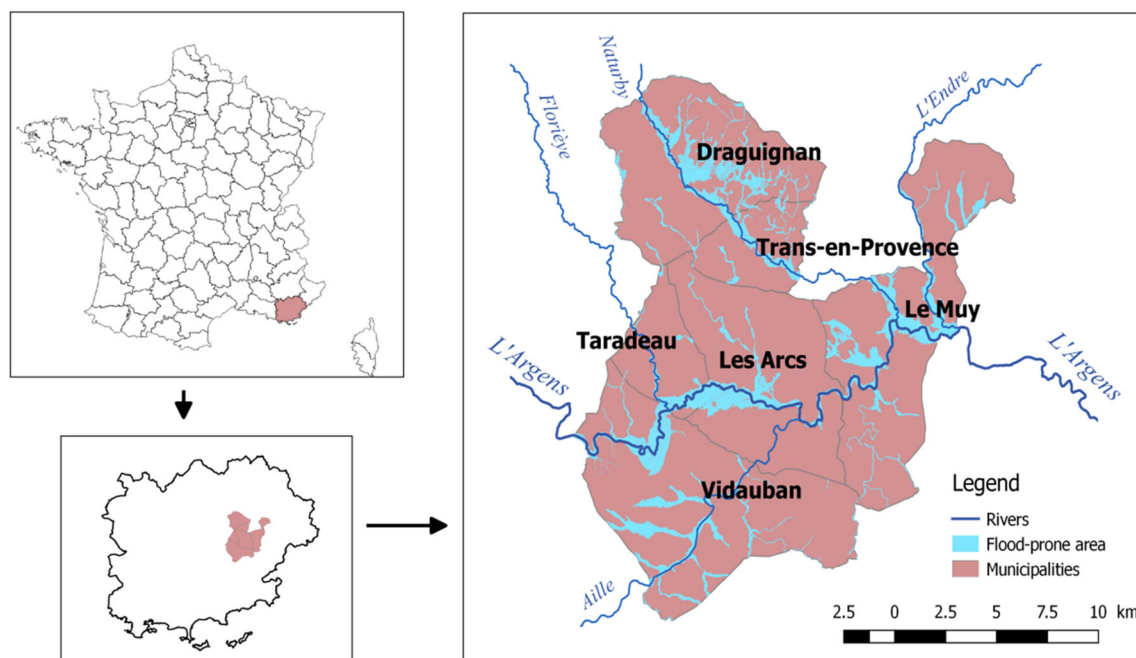 Naturby
Florièye
L'Endre
Draguignan
Trans-en-Provence
Le Muy
Taradeau
Les Arcs
L'Argens
L'Argens
Vidauban
Aille
Legend
Rivers
Flood-prone area
Municipalities
2.5 0 2.5 5 7.5 10 km